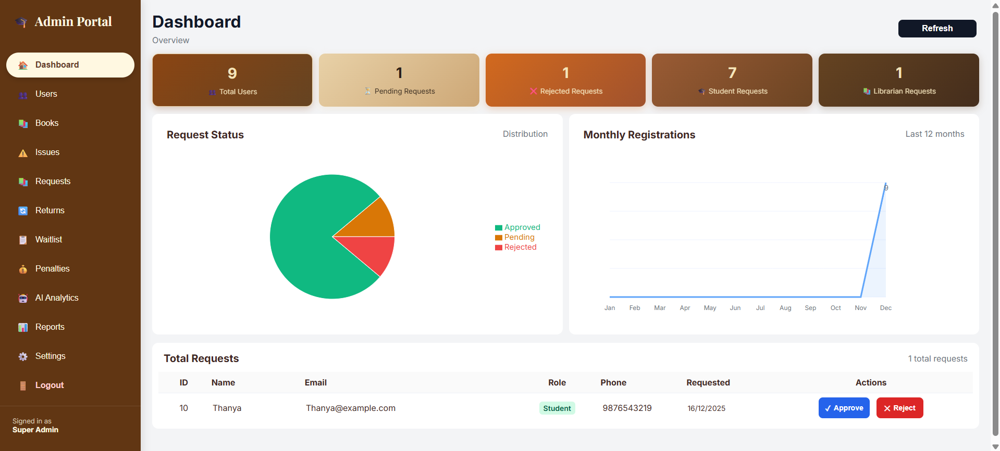 Admin Portal
Dashboard
Users
Books
Issues
Requests
Returns
Waitlist
Penalties
AI Analytics
Reports
Settings
Logout
Signed in as
Super Admin
Dashboard
Overview
Refresh
9
Total Users
1
Pending Requests
1
Rejected Requests
7
Student Requests
1
Librarian Requests
Request Status
Distribution
Approved
Pending
Rejected
Monthly Registrations
Last 12 months
9
Jan Feb Mar Apr May Jun Jul Aug Sep Oct Nov Dec
Total Requests
1 total requests
ID Name Email Role Phone Requested Actions
10 Thanya Thanya@example.com Student 9876543219 16/12/2025 ✓ Approve ✕ Reject